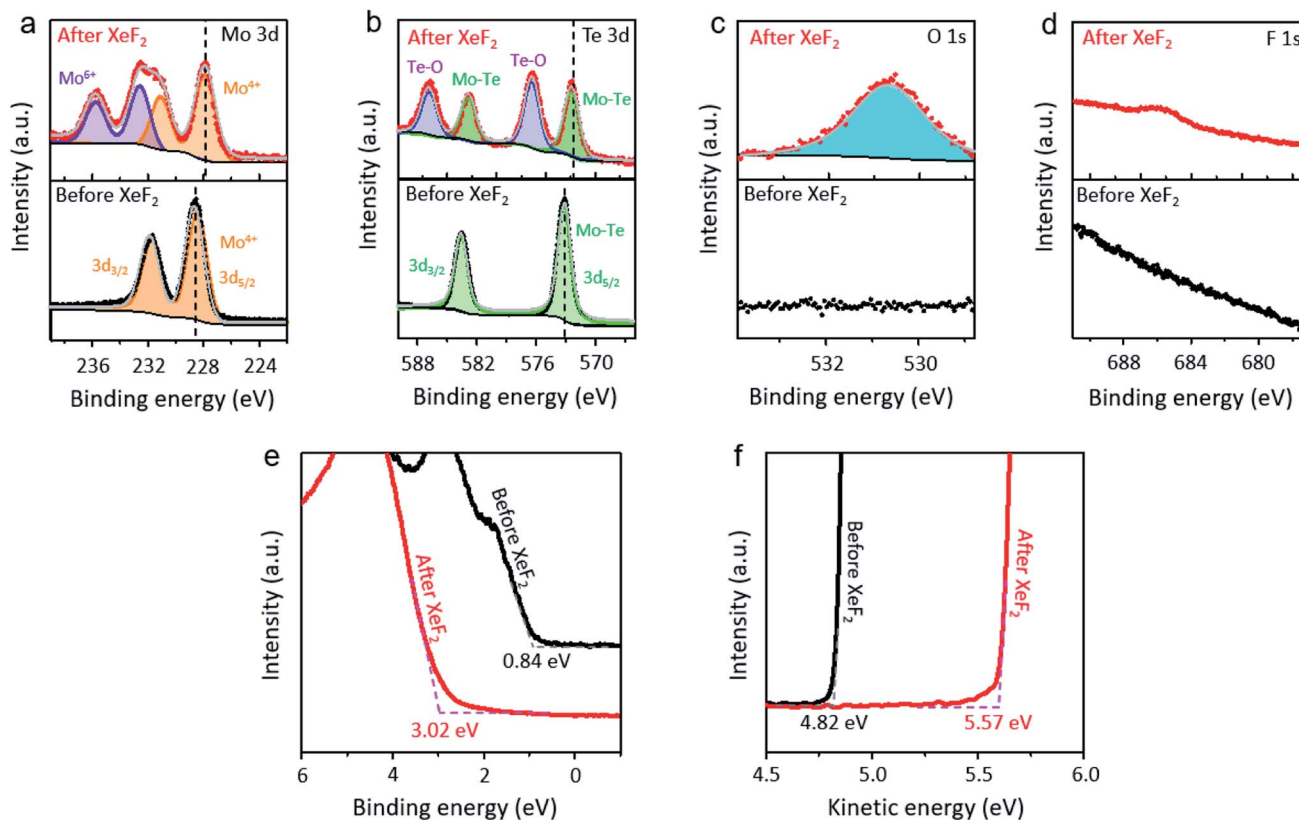 a
After XeF₂
Mo 3d
Mo⁶⁺
Mo⁴⁺
Before XeF₂
Mo⁴⁺
3d₃/₂
3d₅/₂
Intensity (a.u.)
236 232 228 224
Binding energy (eV)
b
After XeF₂
Te 3d
Te-O
Mo-Te
Te-O
Mo-Te
Before XeF₂
Mo-Te
3d₃/₂
3d₅/₂
Intensity (a.u.)
588 582 576 570
Binding energy (eV)
c
After XeF₂
O 1s
Before XeF₂
Intensity (a.u.)
532 530
Binding energy (eV)
d
After XeF₂
F 1s
Before XeF₂
Intensity (a.u.)
688 684 680
Binding energy (eV)
e
Before XeF₂
After XeF₂
0.84 eV
3.02 eV
Intensity (a.u.)
6 4 2 0
Binding energy (eV)
f
Before XeF₂
After XeF₂
4.82 eV
5.57 eV
Intensity (a.u.)
4.5 5.0 5.5 6.0
Kinetic energy (eV)